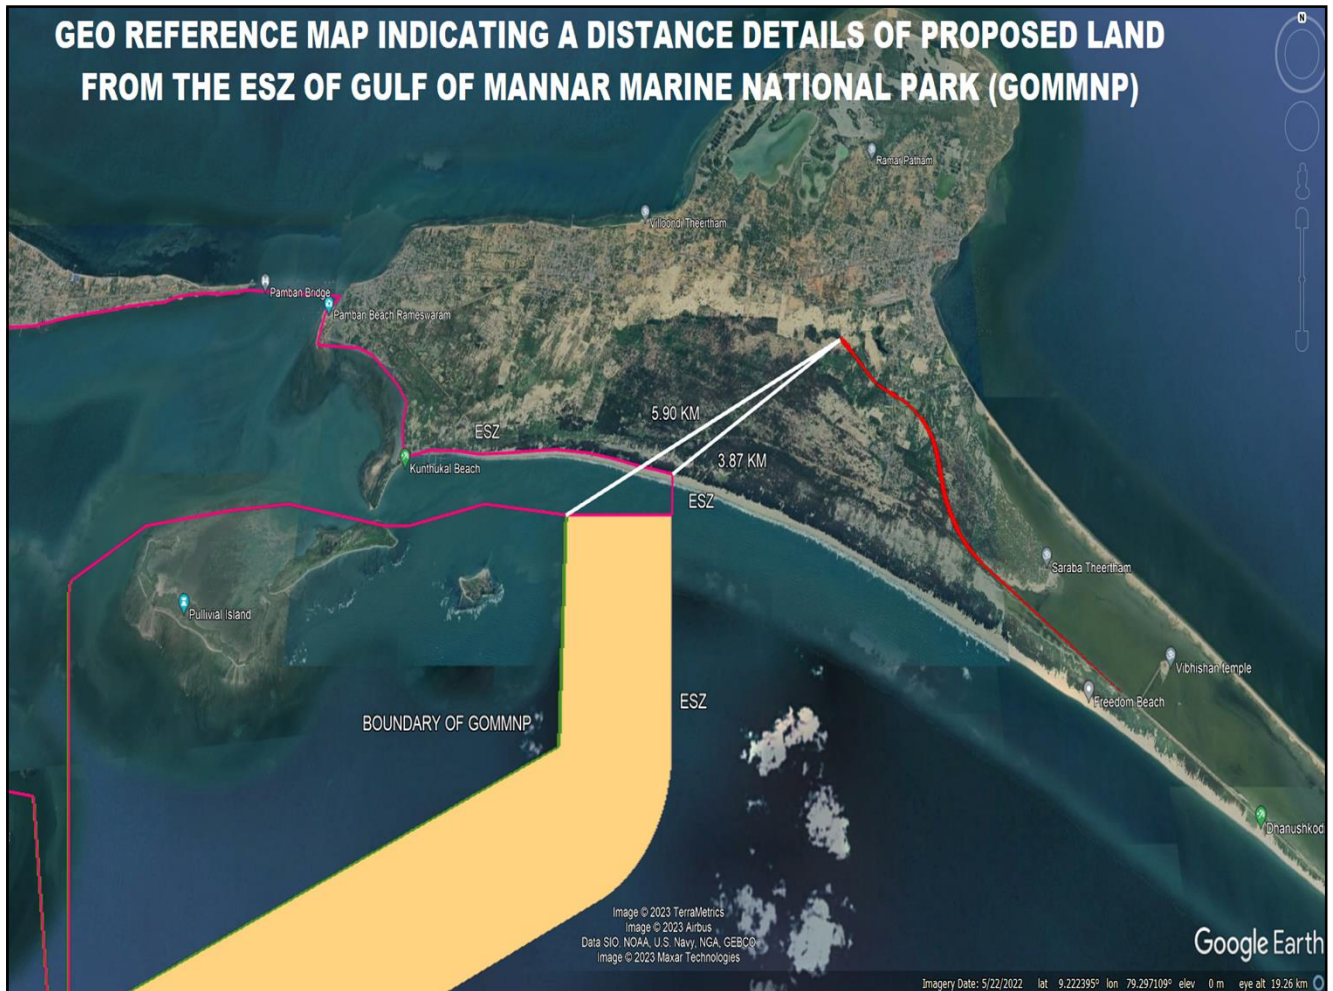 GEO REFERENCE MAP INDICATING A DISTANCE DETAILS OF PROPOSED LAND
FROM THE ESZ OF GULF OF MANNAR MARINE NATIONAL PARK (GOMMNP)
N
Ramar Patham
Villoondi Theertham
Pamban Bridge
Pamban Beach Rameswaram
5.90 KM
ESZ
3.87 KM
Kunthukal Beach
ESZ
Saraba Theertham
Pullivial Island
Vibhishan temple
ESZ
Freedom Beach
BOUNDARY OF GOMMNP
Dhanushkod
Image © 2023 TerraMetrics
Image © 2023 Airbus
Data SIO, NOAA, U.S. Navy, NGA, GEBCO
Image © 2023 Maxar Technologies
Google Earth
Imagery Date: 5/22/2022 lat 9.222395° lon 79.297109° elev 0 m eye alt 19.26 km